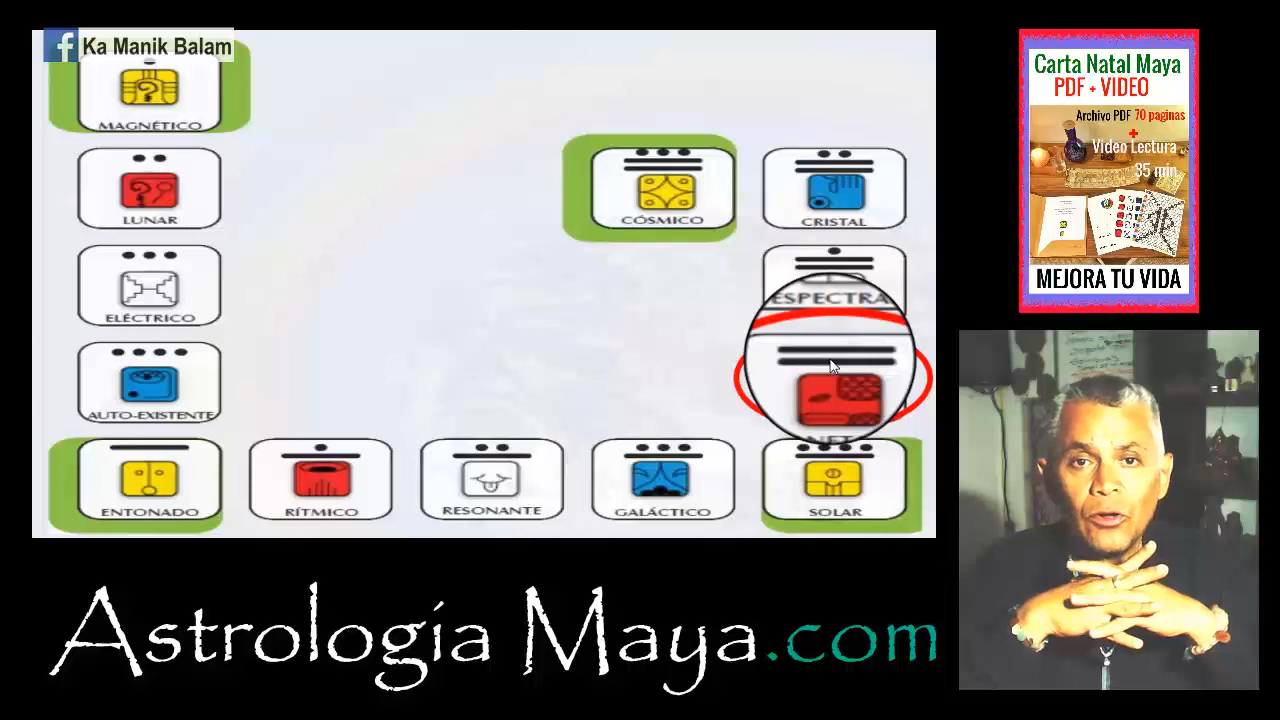 Ka Manik Balam
MAGNÉTICO
LUNAR
CÓSMICO
CRISTAL
ELÉCTRICO
ESPECTRA
AUTO-EXISTENTE
ENTONADO
RÍTMICO
RESONANTE
GALÁCTICO
SOLAR
Astrologia Maya.com
Carta Natal Maya
PDF + VIDEO
Archivo PDF 70 paginas
+
Video Lectura
35 min
MEJORA TU VIDA